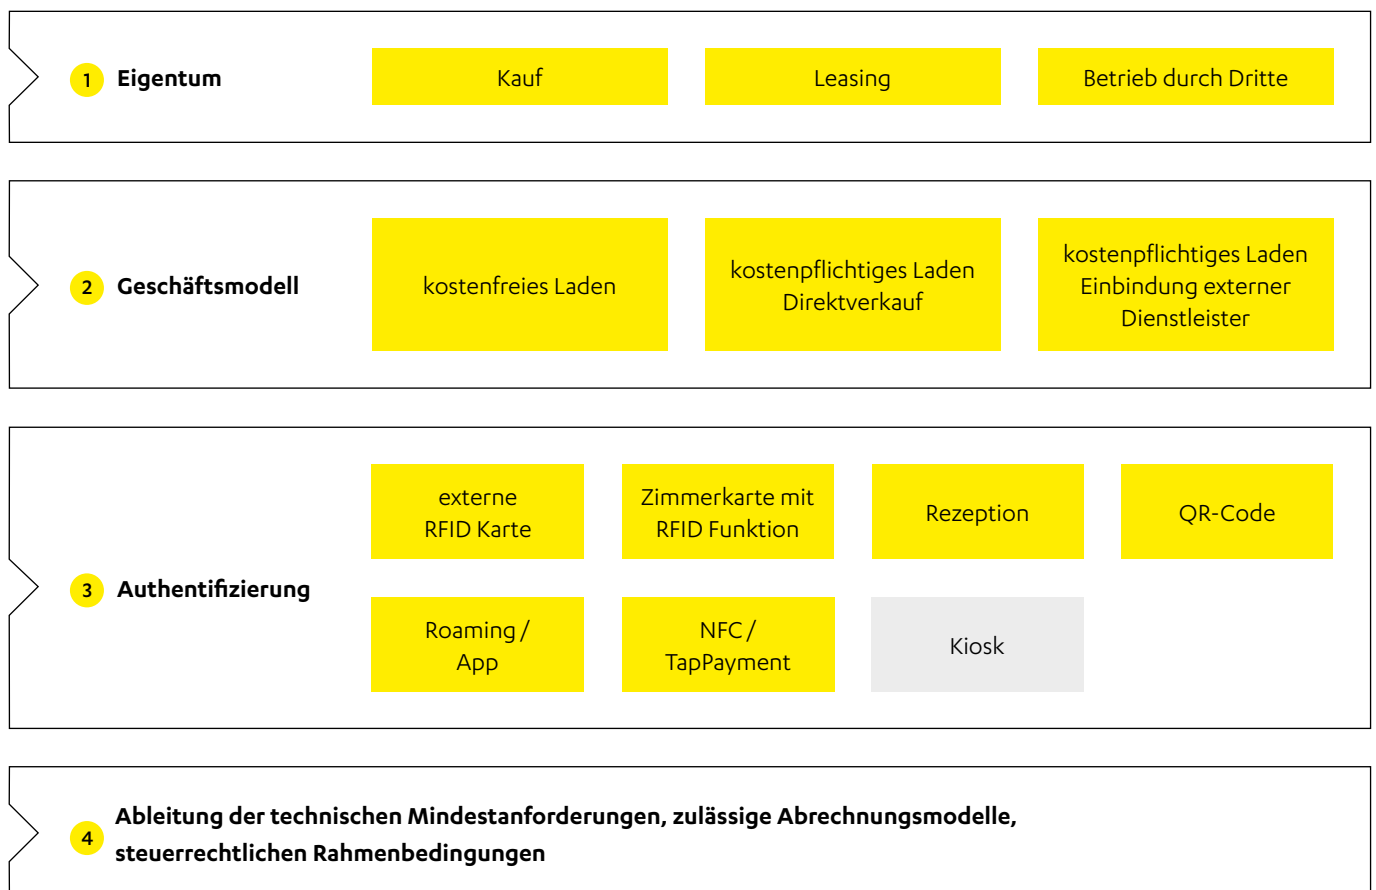 1 Eigentum
Kauf
Leasing
Betrieb durch Dritte
2 Geschäftsmodell
kostenfreies Laden
kostenpflichtiges Laden
Direktverkauf
kostenpflichtiges Laden
Einbindung externer
Dienstleister
3 Authentifizierung
externe
RFID Karte
Zimmerkarte mit
RFID Funktion
Rezeption
QR-Code
Roaming /
App
NFC /
TapPayment
Kiosk
4 Ableitung der technischen Mindestanforderungen, zulässige Abrechnungsmodelle,
steuerrechtlichen Rahmenbedingungen